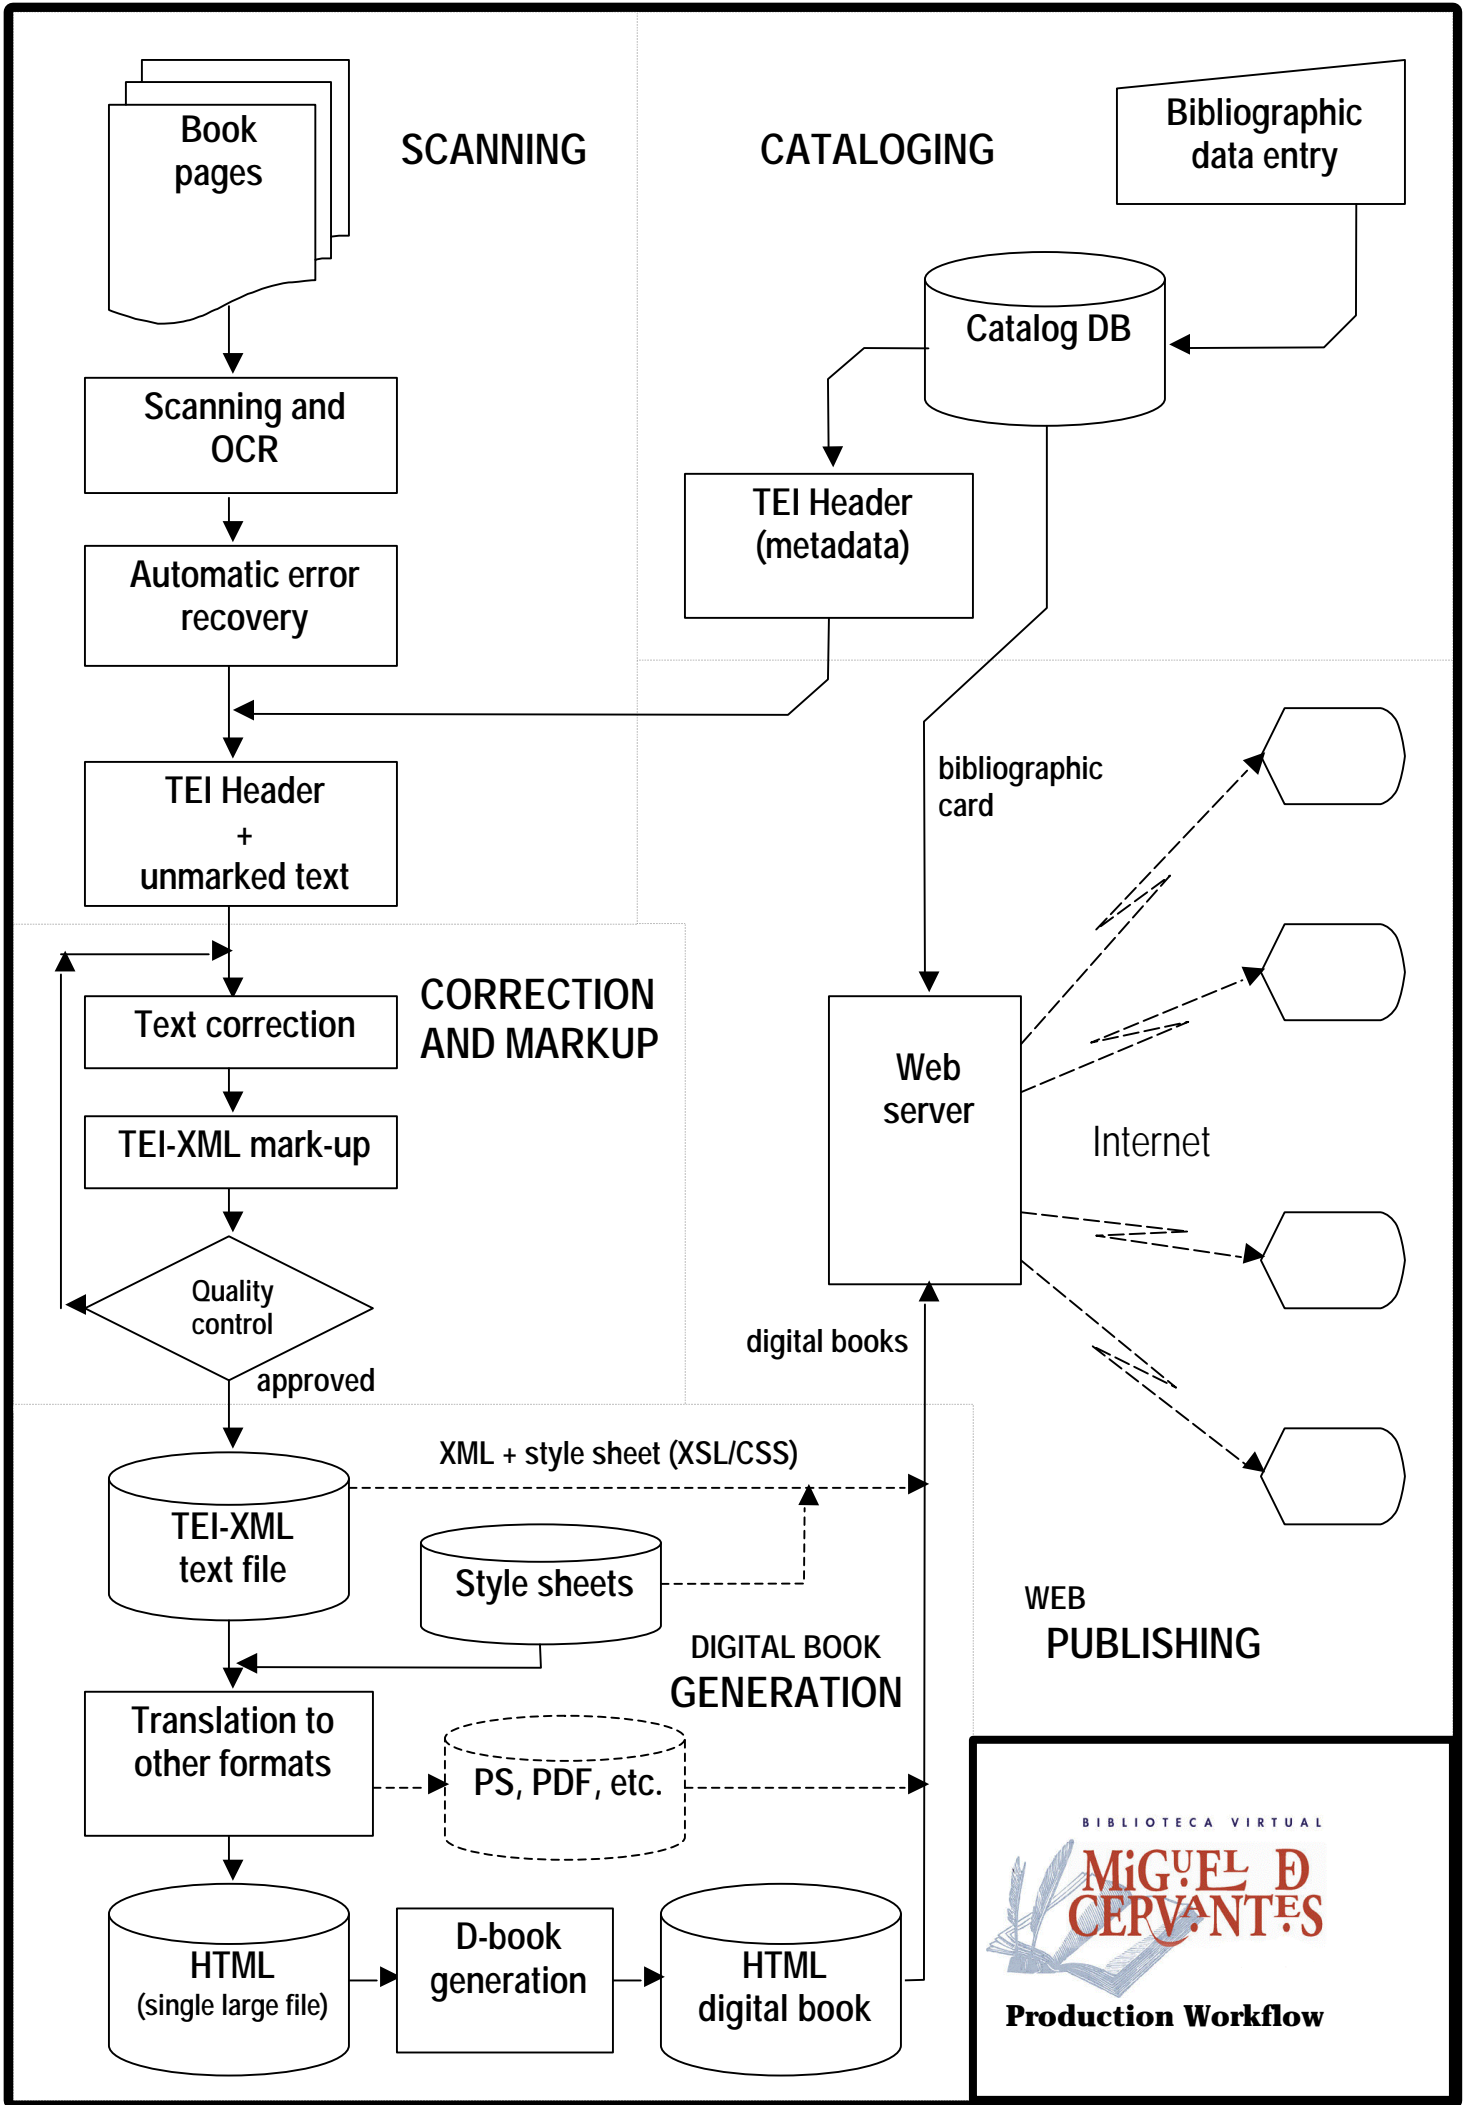 Book
pages
SCANNING
CATALOGING
Bibliographic
data entry
Catalog DB
Scanning and
OCR
TEI Header
(metadata)
Automatic error
recovery
TEI Header
+
unmarked text
bibliographic
card
CORRECTION
AND MARKUP
Text correction
TEI-XML mark-up
Quality
control
approved
Web
server
Internet
digital books
XML + style sheet (XSL/CSS)
TEI-XML
text file
Style sheets
WEB
PUBLISHING
DIGITAL BOOK
GENERATION
Translation to
other formats
PS, PDF, etc.
HTML
(single large file)
D-book
generation
HTML
digital book
BIBLIOTECA VIRTUAL
MiGUEL DE
CERVANTES
Production Workflow